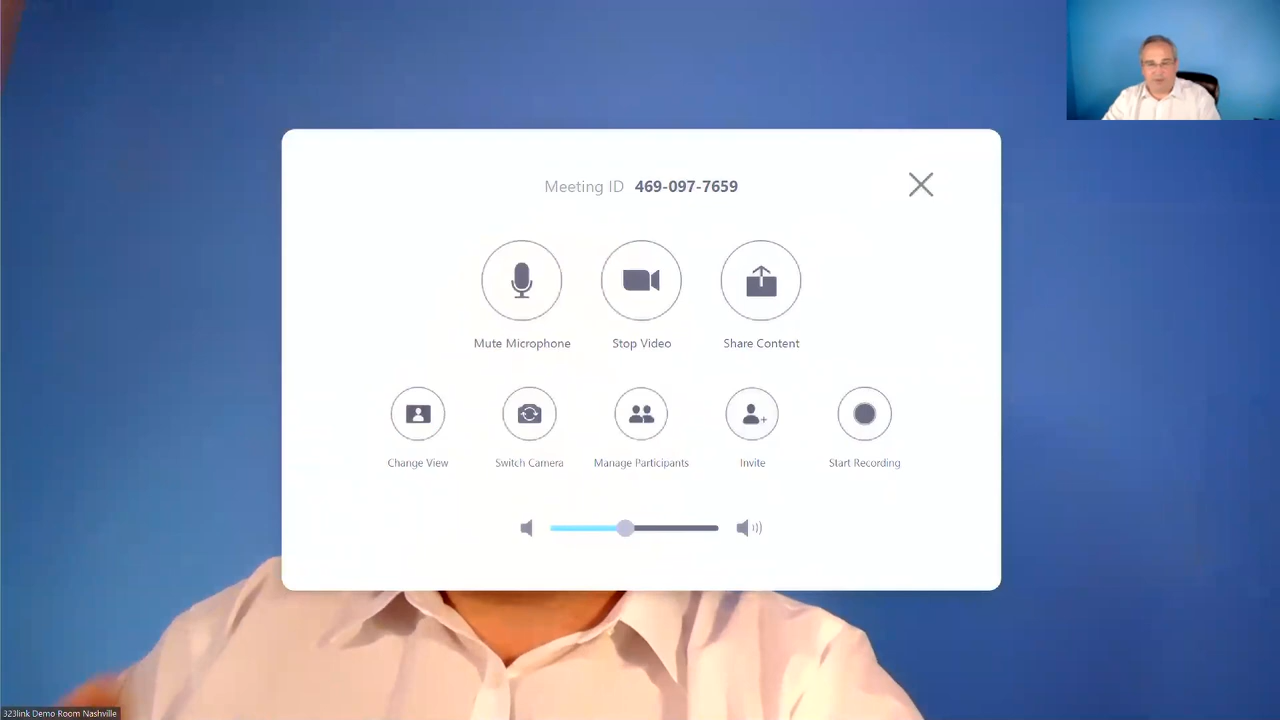 Meeting ID 469-097-7659
Mute Microphone Stop Video Share Content
Change View Switch Camera Manage Participants Invite Start Recording
323link Demo Room Nashville